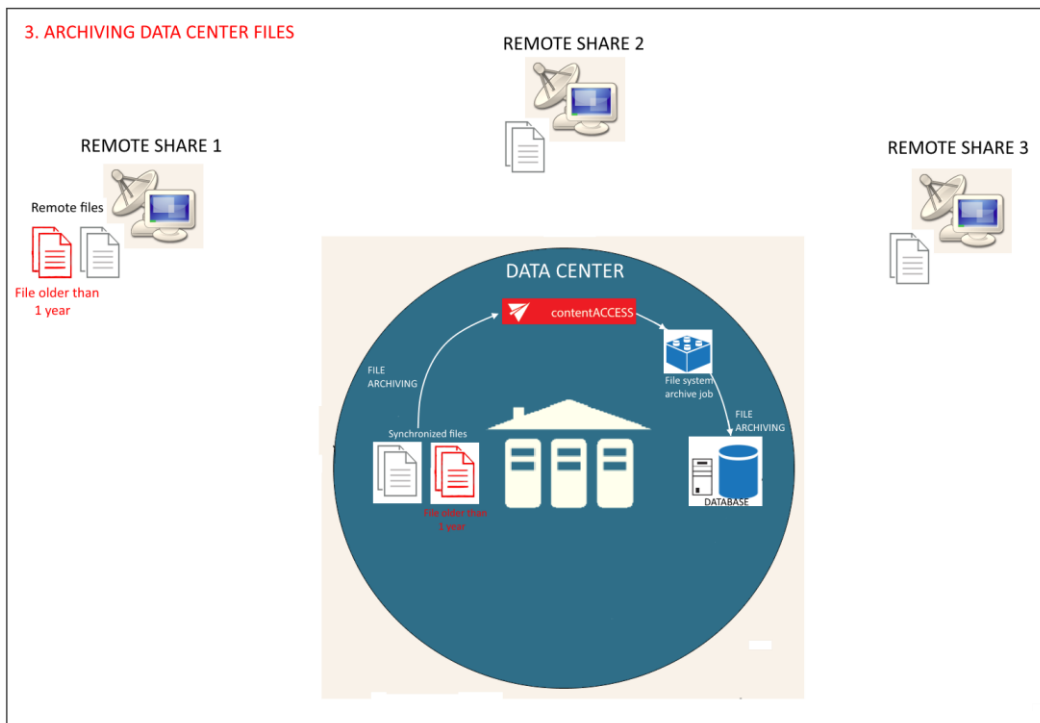 3. ARCHIVING DATA CENTER FILES
REMOTE SHARE 2
REMOTE SHARE 1
REMOTE SHARE 3
Remote files
File older than
1 year
DATA CENTER
contentACCESS
FILE
ARCHIVING
File system
archive job
FILE
ARCHIVING
Synchronized files
File older than
1 year
DATABASE